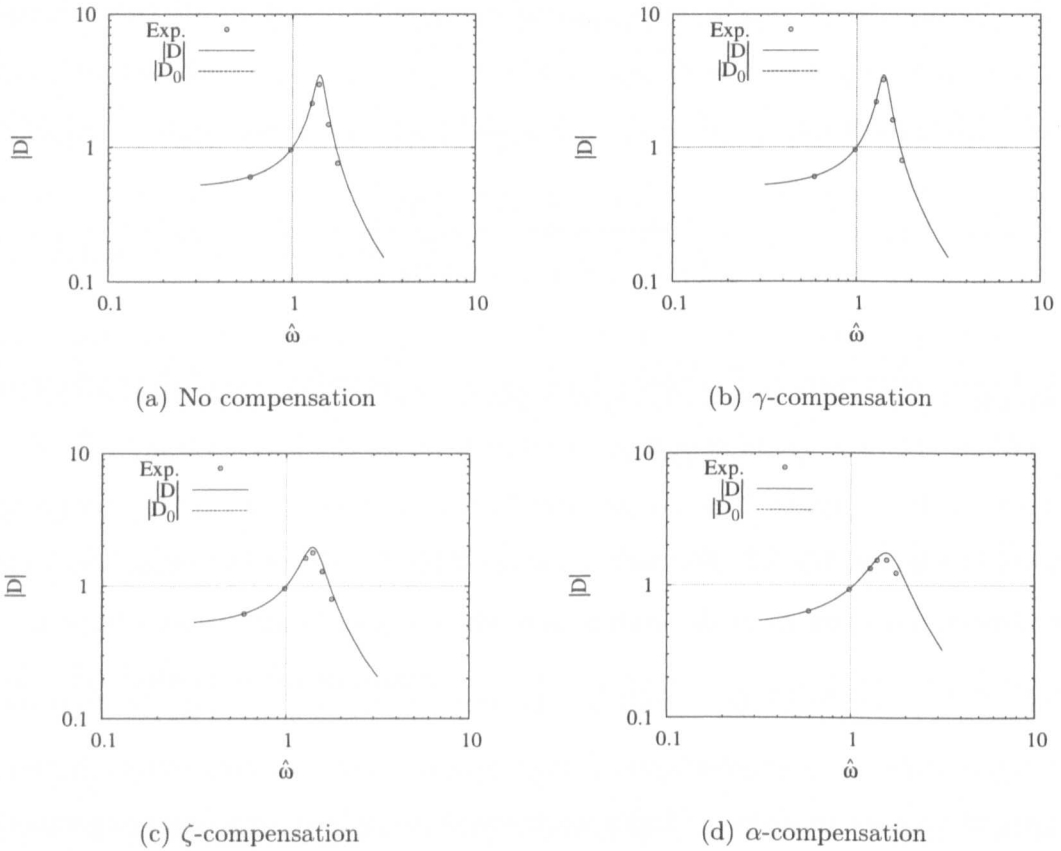 10
Exp.
|D|
|D₀|
|D|
1
0.1
0.1
1
10
ω̂
(a) No compensation
10
Exp.
|D|
|D₀|
|D|
1
0.1
0.1
1
10
ω̂
(b) γ-compensation
10
Exp.
|D|
|D₀|
|D|
1
0.1
0.1
1
10
ω̂
(c) ζ-compensation
10
Exp.
|D|
|D₀|
|D|
1
0.1
0.1
1
10
ω̂
(d) α-compensation